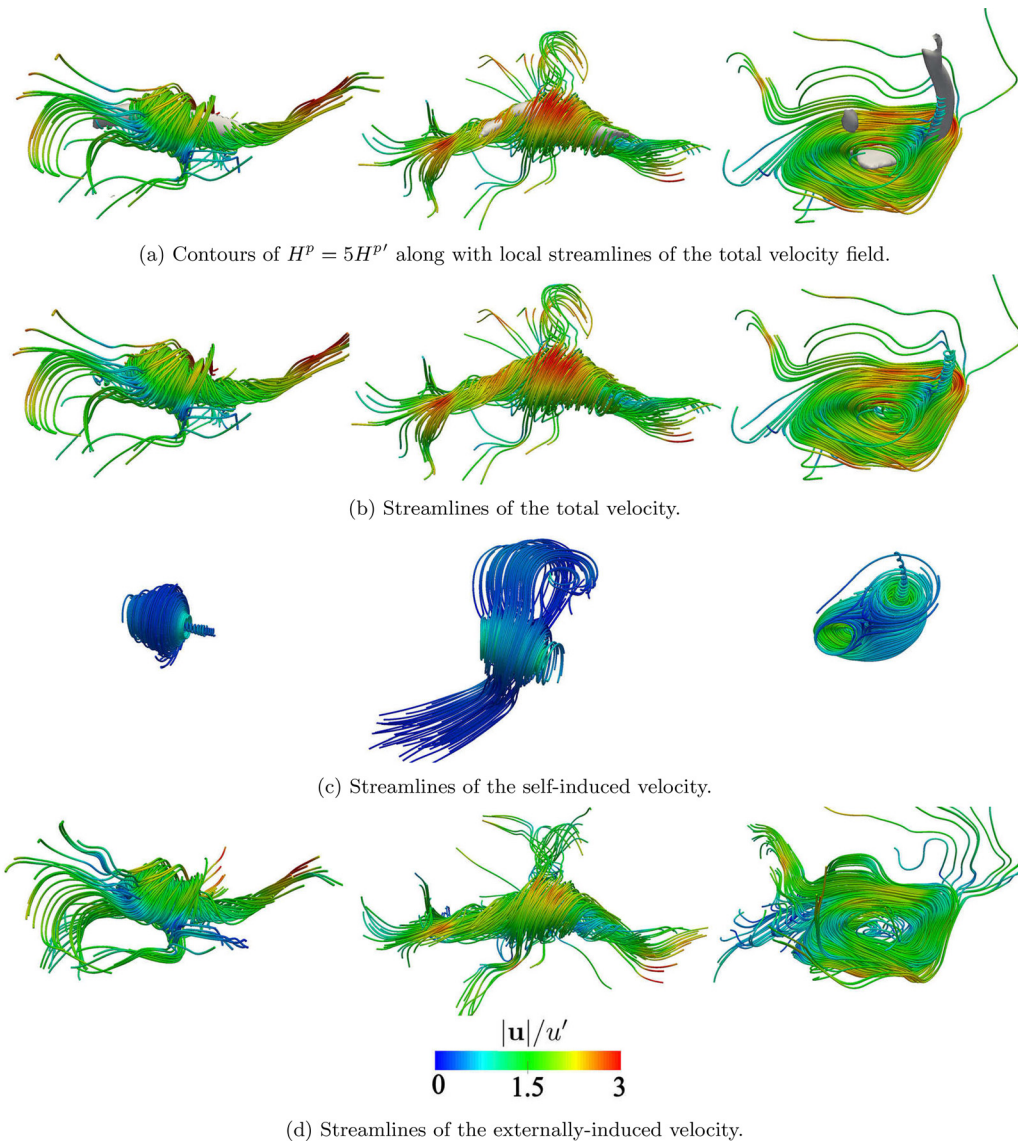 (a) Contours of $H^p = 5H^{p\prime}$ along with local streamlines of the total velocity field.
(b) Streamlines of the total velocity.
(c) Streamlines of the self-induced velocity.
|𝐮|/u′
0 1.5 3
(d) Streamlines of the externally-induced velocity.